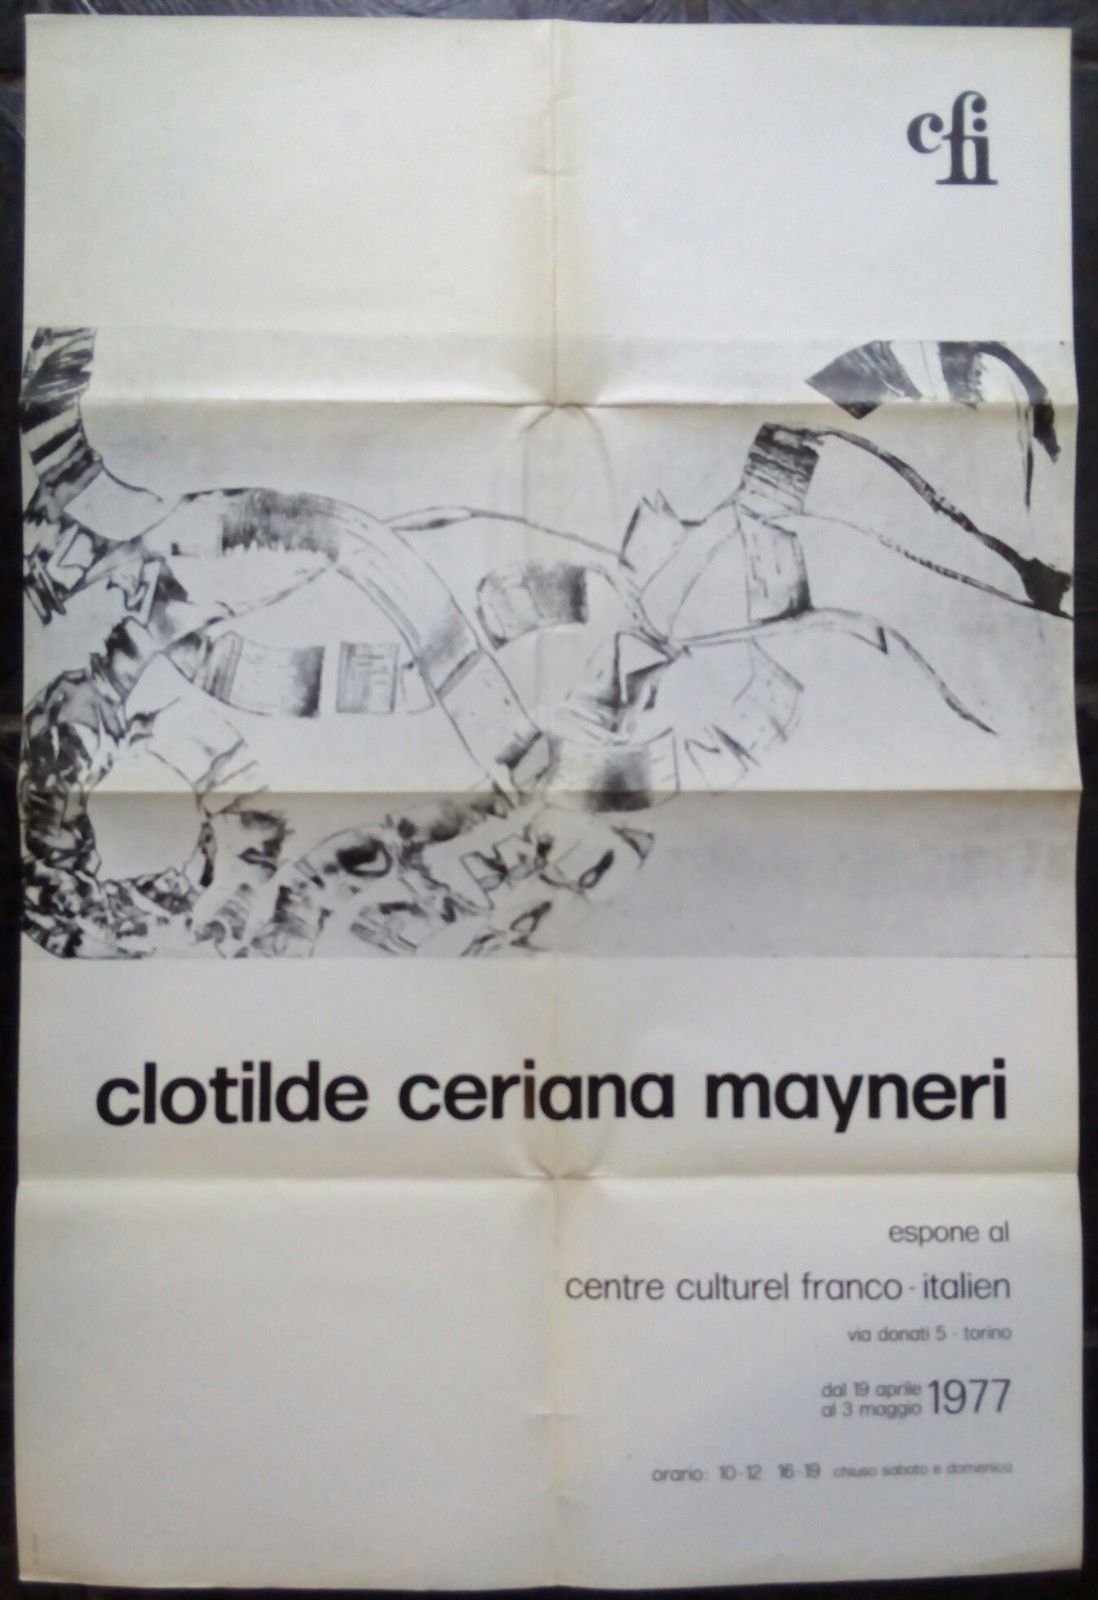 cfi
clotilde ceriana mayneri
espone al
centre culturel franco - italien
via donati 5 - torino
dal 19 aprile
al 3 maggio 1977
orario: 10-12 16-19 chiuso sabato e domenica